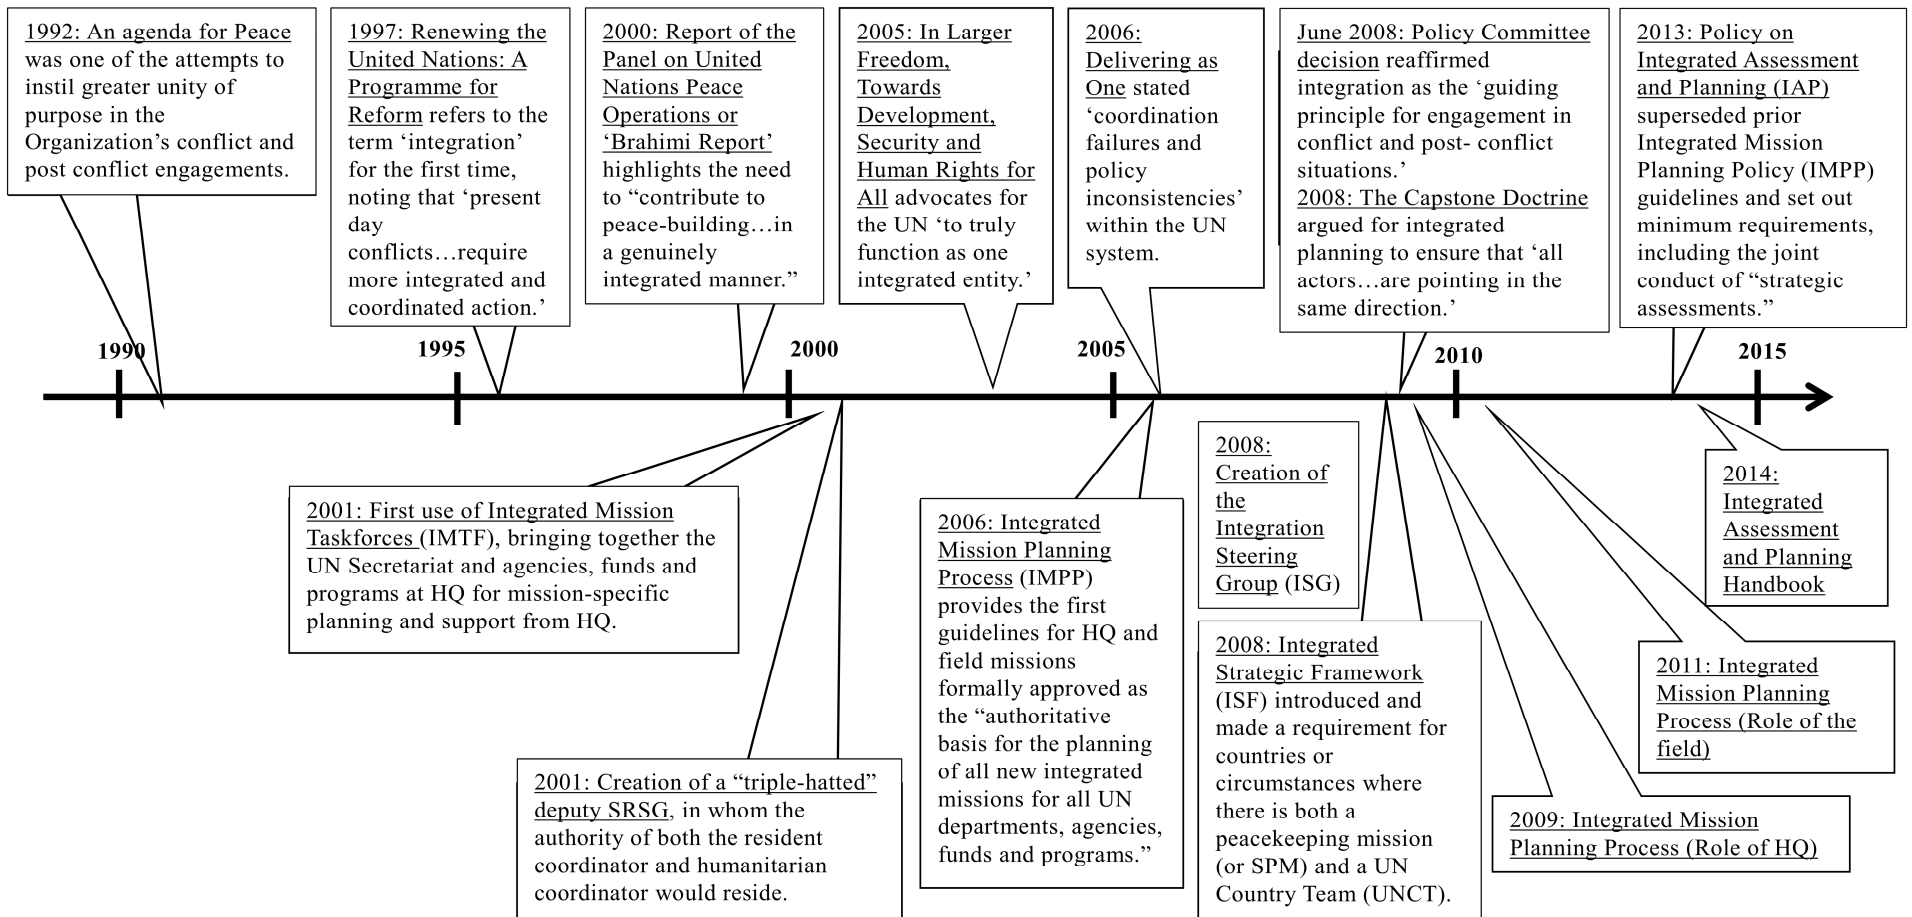 1992: An agenda for Peace
was one of the attempts to
instil greater unity of
purpose in the
Organization’s conflict and
post conflict engagements.
1997: Renewing the
United Nations: A
Programme for
Reform refers to the
term ‘integration’
for the first time,
noting that ‘present
day
conflicts…require
more integrated and
coordinated action.’
2000: Report of the
Panel on United
Nations Peace
Operations or
‘Brahimi Report’
highlights the need
to “contribute to
peace-building…in
a genuinely
integrated manner.”
2005: In Larger
Freedom,
Towards
Development,
Security and
Human Rights for
All advocates for
the UN ‘to truly
function as one
integrated entity.’
2006:
Delivering as
One stated
‘coordination
failures and
policy
inconsistencies’
within the UN
system.
June 2008: Policy Committee
decision reaffirmed
integration as the ‘guiding
principle for engagement in
conflict and post- conflict
situations.’
2008: The Capstone Doctrine
argued for integrated
planning to ensure that ‘all
actors…are pointing in the
same direction.’
2013: Policy on
Integrated Assessment
and Planning (IAP)
superseded prior
Integrated Mission
Planning Policy (IMPP)
guidelines and set out
minimum requirements,
including the joint
conduct of “strategic
assessments.”
1990
1995
2000
2005
2010
2015
2001: First use of Integrated Mission
Taskforces (IMTF), bringing together the
UN Secretariat and agencies, funds and
programs at HQ for mission-specific
planning and support from HQ.
2001: Creation of a “triple-hatted”
deputy SRSG, in whom the
authority of both the resident
coordinator and humanitarian
coordinator would reside.
2006: Integrated
Mission Planning
Process (IMPP)
provides the first
guidelines for HQ and
field missions
formally approved as
the “authoritative
basis for the planning
of all new integrated
missions for all UN
departments, agencies,
funds and programs.”
2008:
Creation of
the
Integration
Steering
Group (ISG)
2008: Integrated
Strategic Framework
(ISF) introduced and
made a requirement for
countries or
circumstances where
there is both a
peacekeeping mission
(or SPM) and a UN
Country Team (UNCT).
2014:
Integrated
Assessment
and Planning
Handbook
2011: Integrated
Mission Planning
Process (Role of the
field)
2009: Integrated Mission
Planning Process (Role of HQ)